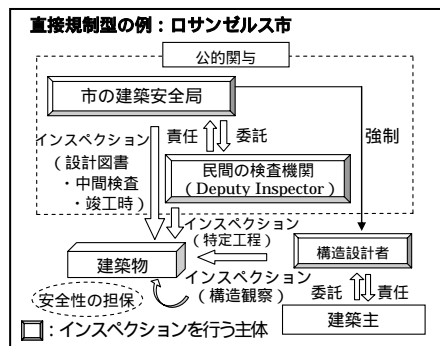 直接規制型の例：ロサンゼルス市
公的関与
市の建築安全局
インスペクション
（設計図書
・中間検査
・竣工時）
責任
委託
強制
民間の検査機関
（Deputy Inspector）
インスペクション
（特定工程）
構造設計者
建築物
インスペクション
（構造観察）
安全性の担保
委託
責任
建築主
：インスペクションを行う主体